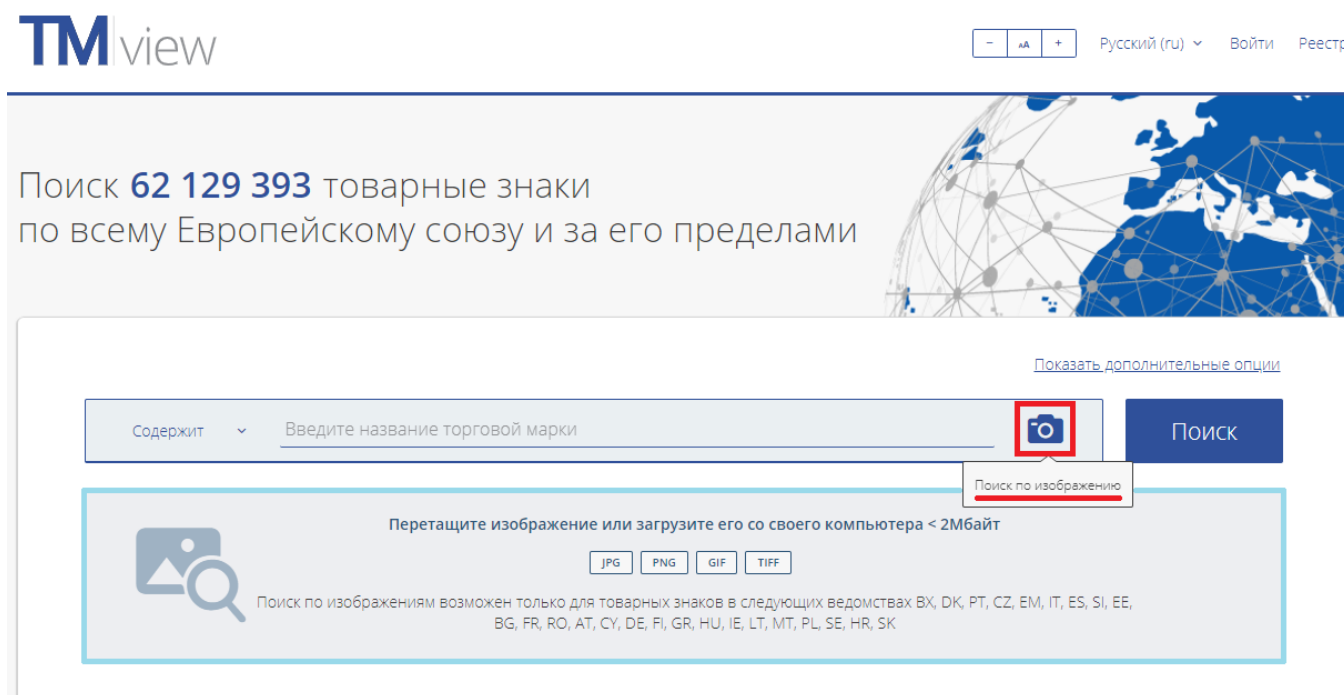 TMview
- AA + Русский (ru) Войти Реестр
Поиск 62 129 393 товарные знаки
по всему Европейскому союзу и за его пределами
Показать дополнительные опции
Содержит Введите название торговой марки Поиск
Поиск по изображению
Перетащите изображение или загрузите его со своего компьютера < 2Мбайт
JPG PNG GIF TIFF
Поиск по изображениям возможен только для товарных знаков в следующих ведомствах BX, DK, PT, CZ, EM, IT, ES, SI, EE,
BG, FR, RO, AT, CY, DE, FI, GR, HU, IE, LT, MT, PL, SE, HR, SK